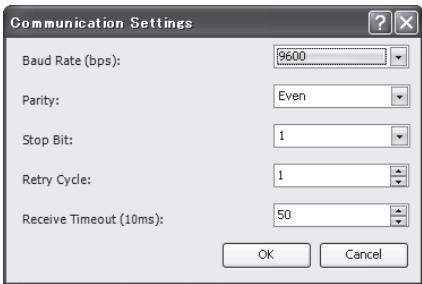 Communication Settings
Baud Rate (bps): 9600
Parity: Even
Stop Bit: 1
Retry Cycle: 1
Receive Timeout (10ms): 50
OK Cancel